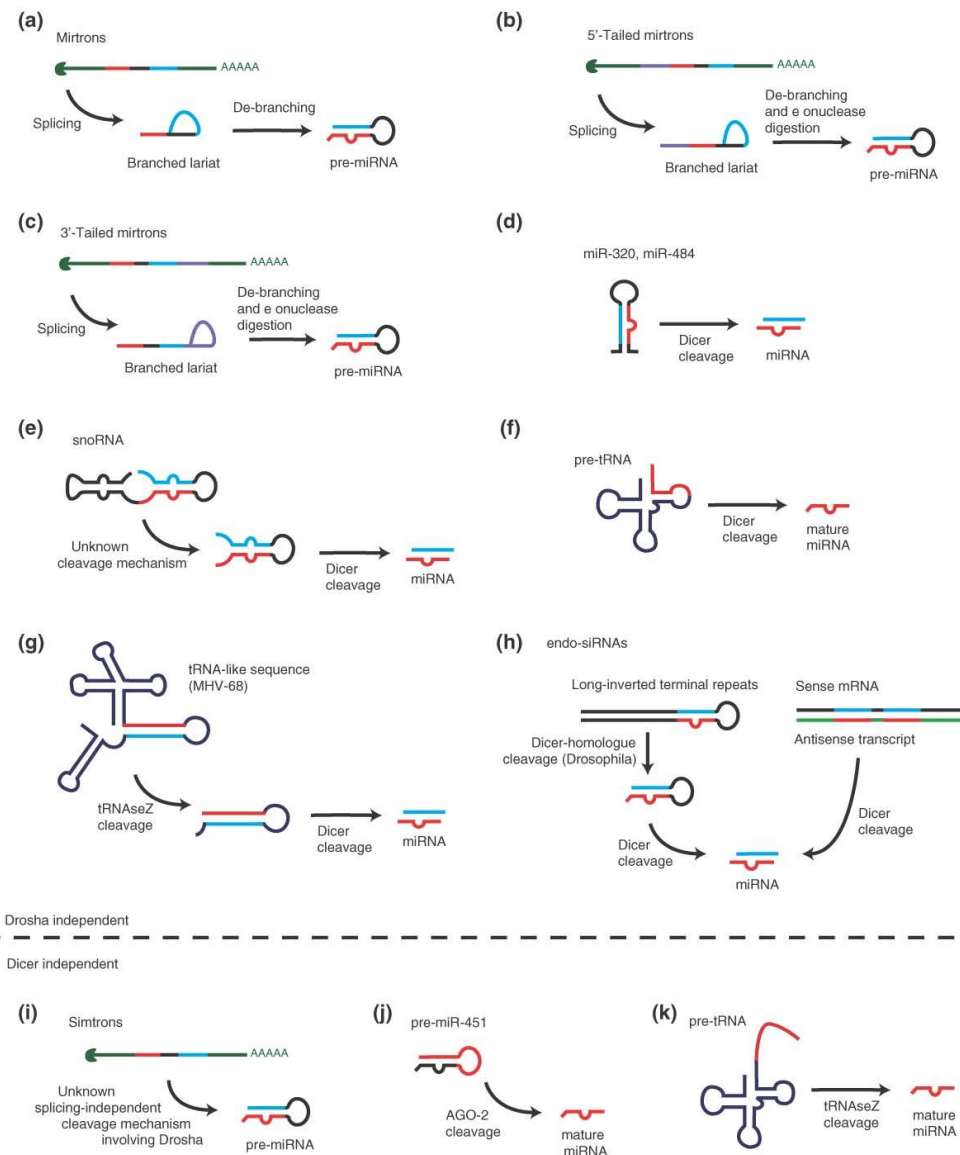 (a)
Mirtrons
AAAAA
Splicing
Branched lariat
De-branching
pre-miRNA
(b)
5'-Tailed mirtrons
AAAAA
Splicing
Branched lariat
De-branching
and e onuclease
digestion
pre-miRNA
(c)
3'-Tailed mirtrons
AAAAA
Splicing
Branched lariat
De-branching
and e onuclease
digestion
pre-miRNA
(d)
miR-320, miR-484
Dicer
cleavage
miRNA
(e)
snoRNA
Unknown
cleavage mechanism
Dicer
cleavage
miRNA
(f)
pre-tRNA
Dicer
cleavage
mature
miRNA
(g)
tRNA-like sequence
(MHV-68)
tRNAseZ
cleavage
Dicer
cleavage
miRNA
(h)
endo-siRNAs
Long-inverted terminal repeats
Dicer-homologue
cleavage (Drosophila)
Dicer
cleavage
Sense mRNA
Antisense transcript
Dicer
cleavage
miRNA
Drosha independent
Dicer independent
(i)
Simtrons
AAAAA
Unknown
splicing-independent
cleavage mechanism
involving Drosha
pre-miRNA
(j)
pre-miR-451
AGO-2
cleavage
mature
miRNA
(k)
pre-tRNA
tRNAseZ
cleavage
mature
miRNA